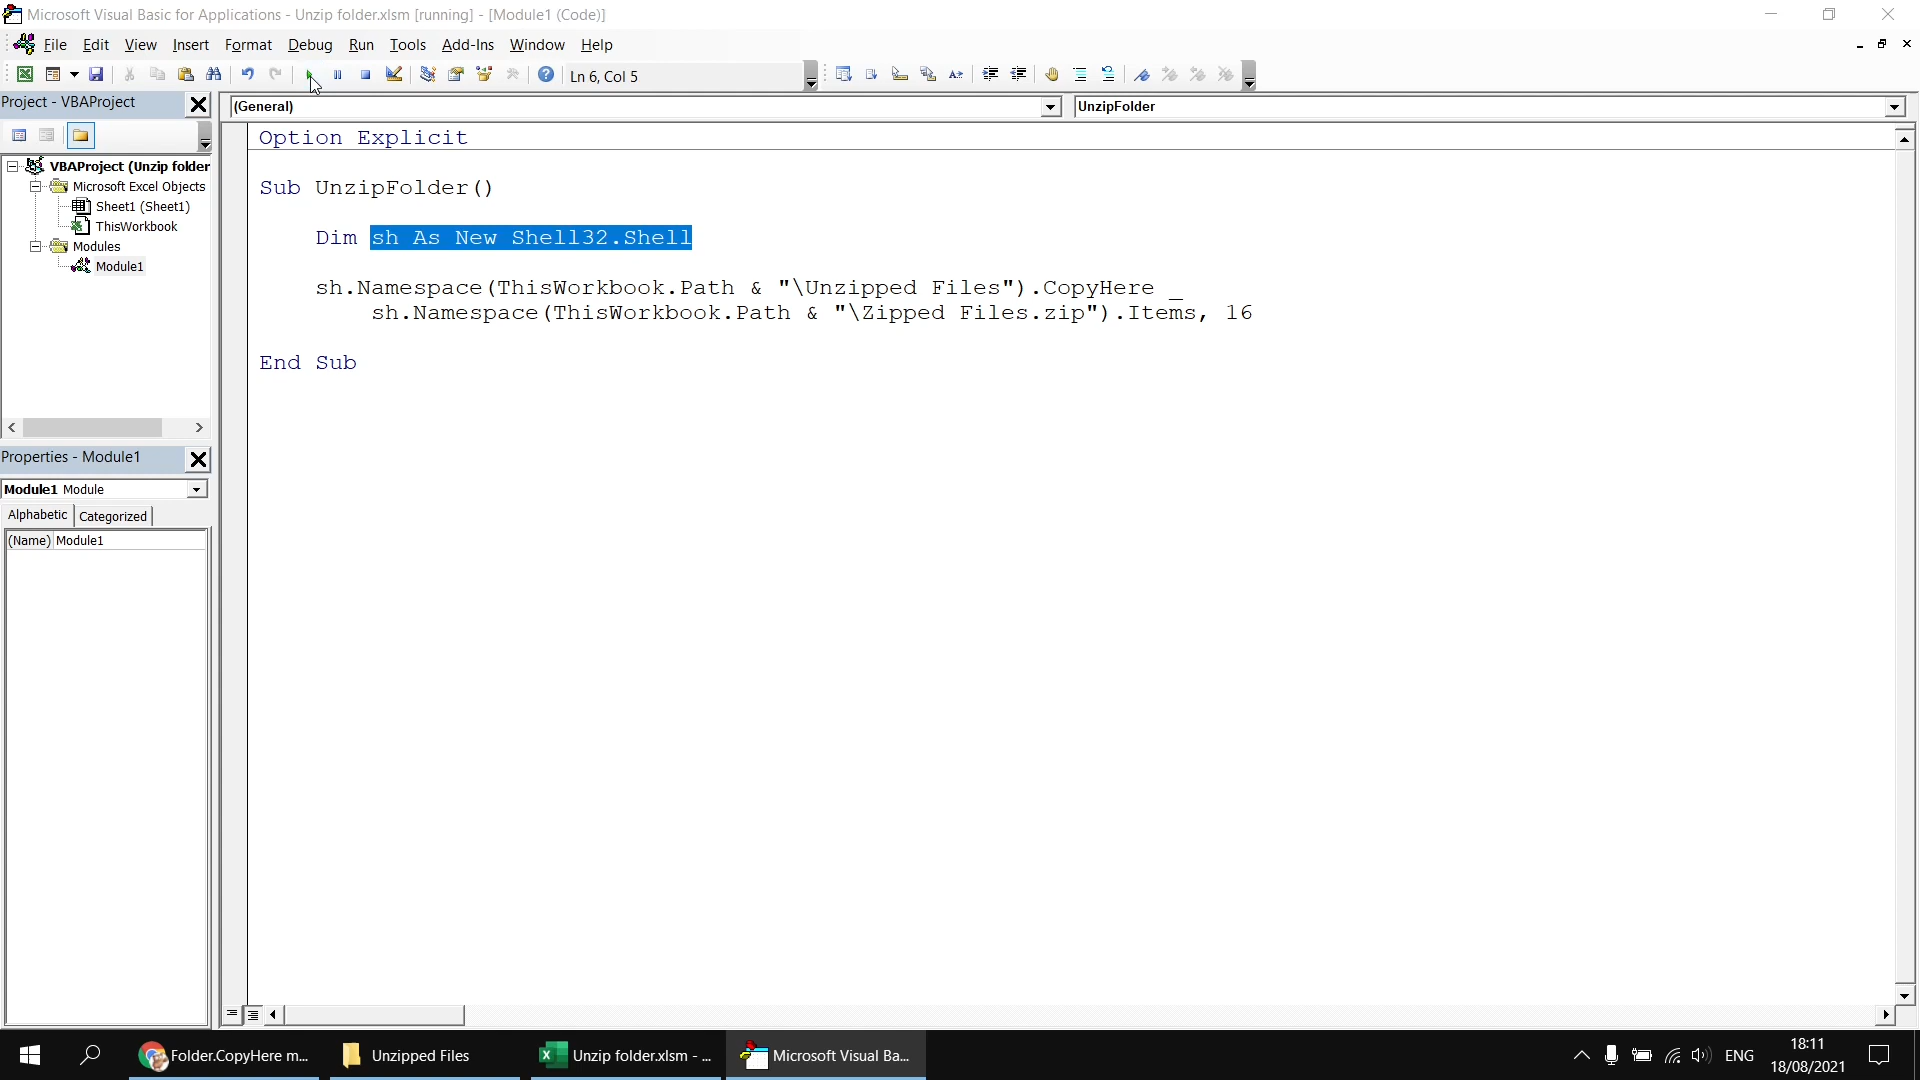 Microsoft Visual Basic for Applications - Unzip folder.xlsm [running] - [Module1 (Code)]
File Edit View Insert Format Debug Run Tools Add-Ins Window Help
Ln 6, Col 5
Project - VBAProject
(General)
UnzipFolder
VBAProject (Unzip folder
Microsoft Excel Objects
Sheet1 (Sheet1)
ThisWorkbook
Modules
Module1
Option Explicit
Sub UnzipFolder()
Dim sh As New Shell32.Shell
sh.Namespace(ThisWorkbook.Path & "\Unzipped Files").CopyHere _
sh.Namespace(ThisWorkbook.Path & "\Zipped Files.zip").Items, 16
End Sub
Properties - Module1
Module1 Module
Alphabetic Categorized
(Name) Module1
Folder.CopyHere m...
Unzipped Files
Unzip folder.xlsm - ...
Microsoft Visual Ba...
ENG
18:11
18/08/2021